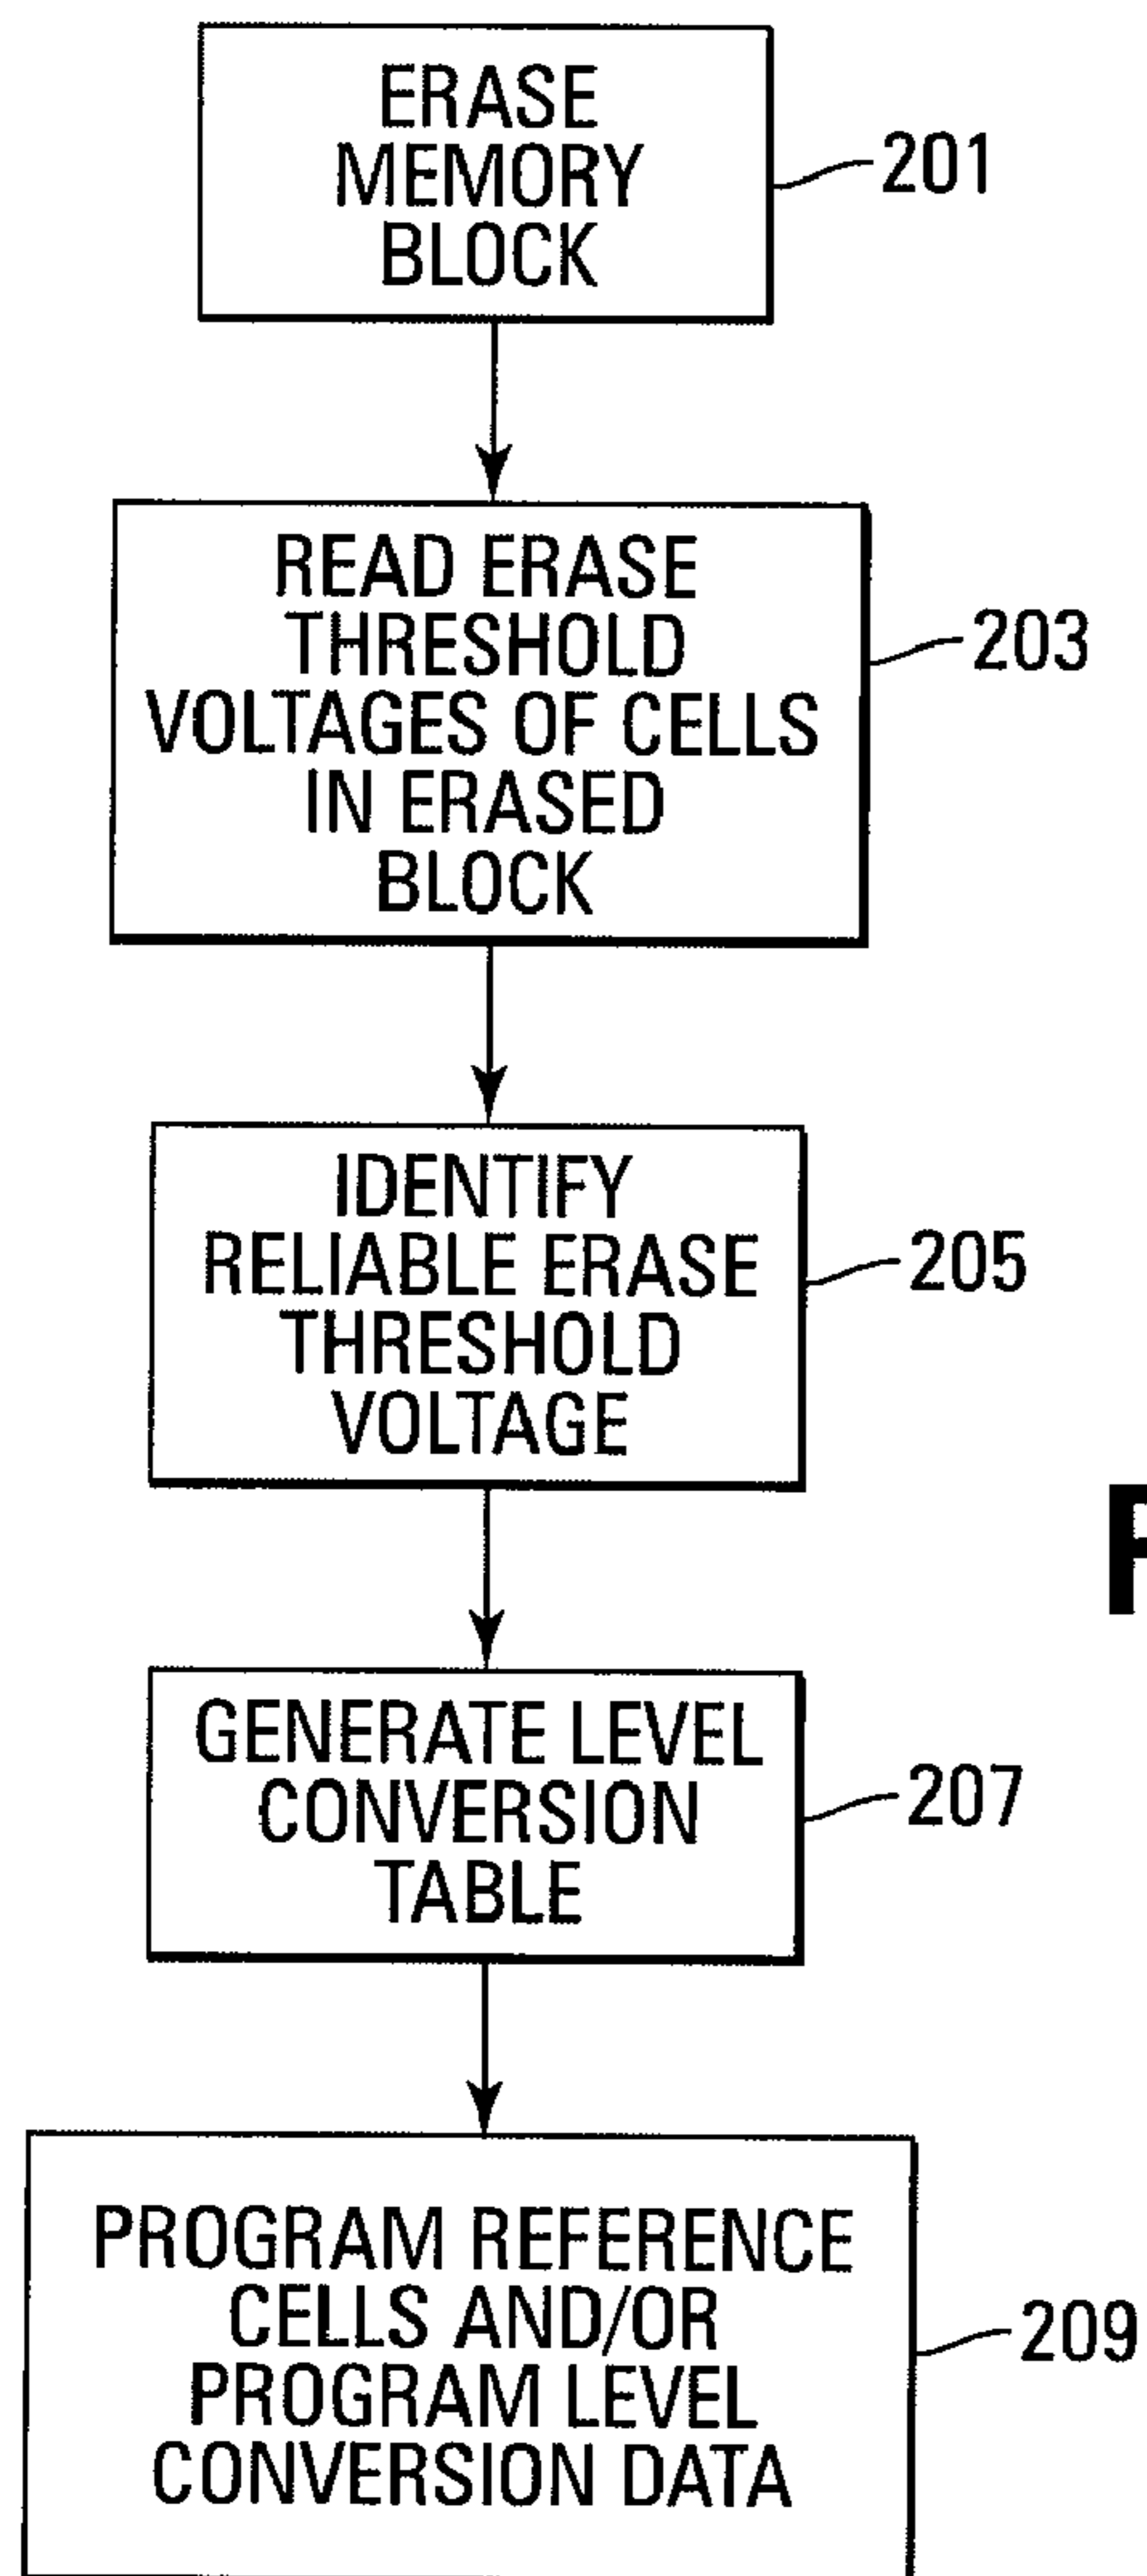 ERASE
MEMORY
BLOCK
201
READ ERASE
THRESHOLD
VOLTAGES OF CELLS
IN ERASED
BLOCK
203
IDENTIFY
RELIABLE ERASE
THRESHOLD
VOLTAGE
205
GENERATE LEVEL
CONVERSION
TABLE
207
PROGRAM REFERENCE
CELLS AND/OR
PROGRAM LEVEL
CONVERSION DATA
209